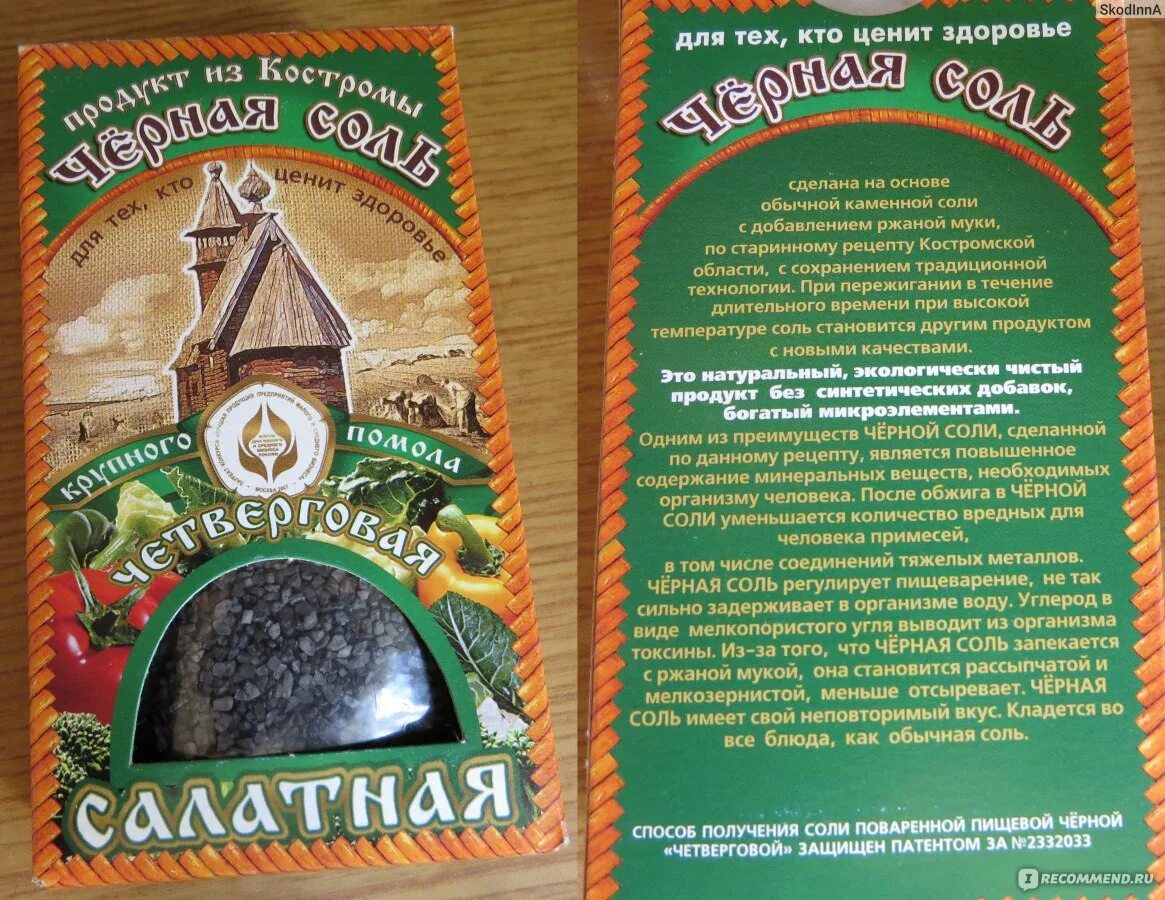 продукт из Костромы
ЧЁРНАЯ СОЛЬ
для тех, кто ценит здоровье
крупного помола
МОСКВА 2007
ЧЕТВЕРГОВАЯ
САЛАТНАЯ
SkodInnA
для тех, кто ценит здоровье
ЧЁРНАЯ СОЛЬ
сделана на основе
обычной каменной соли
с добавлением ржаной муки,
по старинному рецепту Костромской
области, с сохранением традиционной
технологии. При пережигании в течение
длительного времени при высокой
температуре соль становится другим продуктом
с новыми качествами.
Это натуральный, экологически чистый
продукт без синтетических добавок,
богатый микроэлементами.
Одним из преимуществ ЧЁРНОЙ СОЛИ, сделанной
по данному рецепту, является повышенное
содержание минеральных веществ, необходимых
организму человека. После обжига в ЧЁРНОЙ
СОЛИ уменьшается количество вредных для
человека примесей,
в том числе соединений тяжелых металлов.
ЧЁРНАЯ СОЛЬ регулирует пищеварение, не так
сильно задерживает в организме воду. Углерод в
виде мелкопористого угля выводит из организма
токсины. Из-за того, что ЧЁРНАЯ СОЛЬ запекается
с ржаной мукой, она становится рассыпчатой и
мелкозернистой, меньше отсыревает. ЧЁРНАЯ
СОЛЬ имеет свой неповторимый вкус. Кладется во
все блюда, как обычная соль.
СПОСОБ ПОЛУЧЕНИЯ СОЛИ ПОВАРЕННОЙ ПИЩЕВОЙ ЧЁРНОЙ
«ЧЕТВЕРГОВОЙ» ЗАЩИЩЕН ПАТЕНТОМ ЗА №2332033
IRECOMMEND.RU